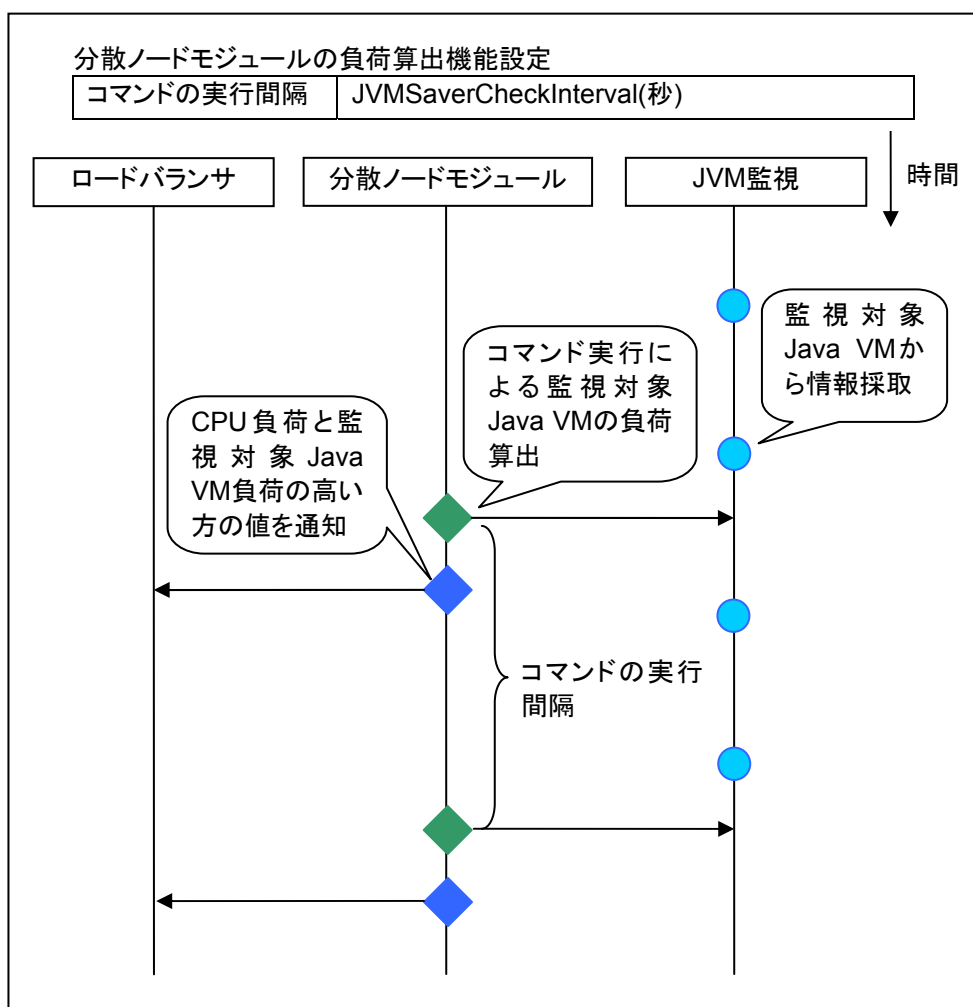 分散ノードモジュールの負荷算出機能設定
コマンドの実行間隔 JVMSaverCheckInterval(秒)
時間
ロードバランサ 分散ノードモジュール JVM監視
監視対象
Java VMか
ら情報採取
コマンド実行に
よる監視対象
Java VMの負荷
算出
CPU負荷と監
視対象Java
VM負荷の高い
方の値を通知
コマンドの実行
間隔